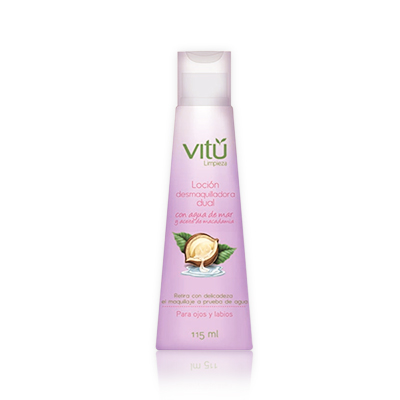 vitú
Limpieza
Loción
desmaquilladora
dual
con agua de mar
y aceite de macadamia
Retira con delicadeza
el maquillaje a prueba de agua
Para ojos y labios
115 ml